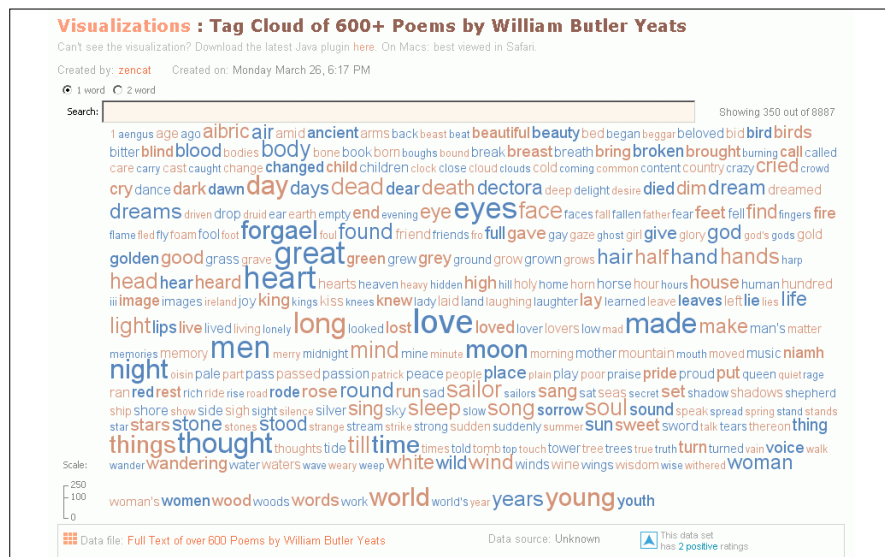 Visualizations : Tag Cloud of 600+ Poems by William Butler Yeats
Can't see the visualization? Download the latest Java plugin here. On Macs: best viewed in Safari.
Created by: zencat Created on: Monday March 26, 6:17 PM
1 word 2 word
Search: Showing 350 out of 8887
1 aengus age ago aibric air amid ancient arms back beast beat beautiful beauty bed began beggar beloved bid bird birds
bitter blind blood bodies body bone book born boughs bound break breast breath bring broken brought burning call called
care carry cast caught change changed child children clock close cloud clouds cold coming common content country crazy cried crowd
cry dance dark dawn day days dead dear death dectora deep delight desire died dim dream dreamed
dreams driven drop druid ear earth empty end evening eye eyes face faces fall fallen father fear feet fell find fingers fire
flame fled fly foam fool foot forgael foul found friend friends fro full gave gay gaze ghost girl give glory god god's gods gold
golden good grass grave great green grew grey ground grow grown grows hair half hand hands harp
head hear heard heart hearts heaven heavy hidden high hill holy home horn horse hour hours house human hundred
iii image images ireland joy king kings kiss knees knew lady laid land laughing laughter lay learned leave leaves left lie lies life
light lips live lived living lonely long looked lost love loved lover lovers low mad made make man's matter
memories memory men merry midnight mind mine minute moon morning mother mountain mouth moved music niamh
night oisin pale part pass passed passion patrick peace people place plain play poor praise pride proud put queen quiet rage
ran red rest rich ride rise road rode rose round run sad sailor sailors sang sat seas secret set shadow shadows shepherd
ship shore show side sigh sight silence silver sing sky sleep slow song sorrow soul sound speak spread spring stand stands
star stars stone stones stood strange stream strike strong sudden suddenly summer sun sweet sword talk tears thereon thing
things thought thoughts tide till time times told tomb top touch tower tree trees true truth turn turned vain voice walk
wander wandering water waters wave weary weep white wild wind winds wine wings wisdom wise withered woman
Scale:
250
100
0
woman's women wood woods words work world world's year years young youth
Data file: Full Text of over 600 Poems by William Butler Yeats Data source: Unknown This data set
has 2 positive ratings